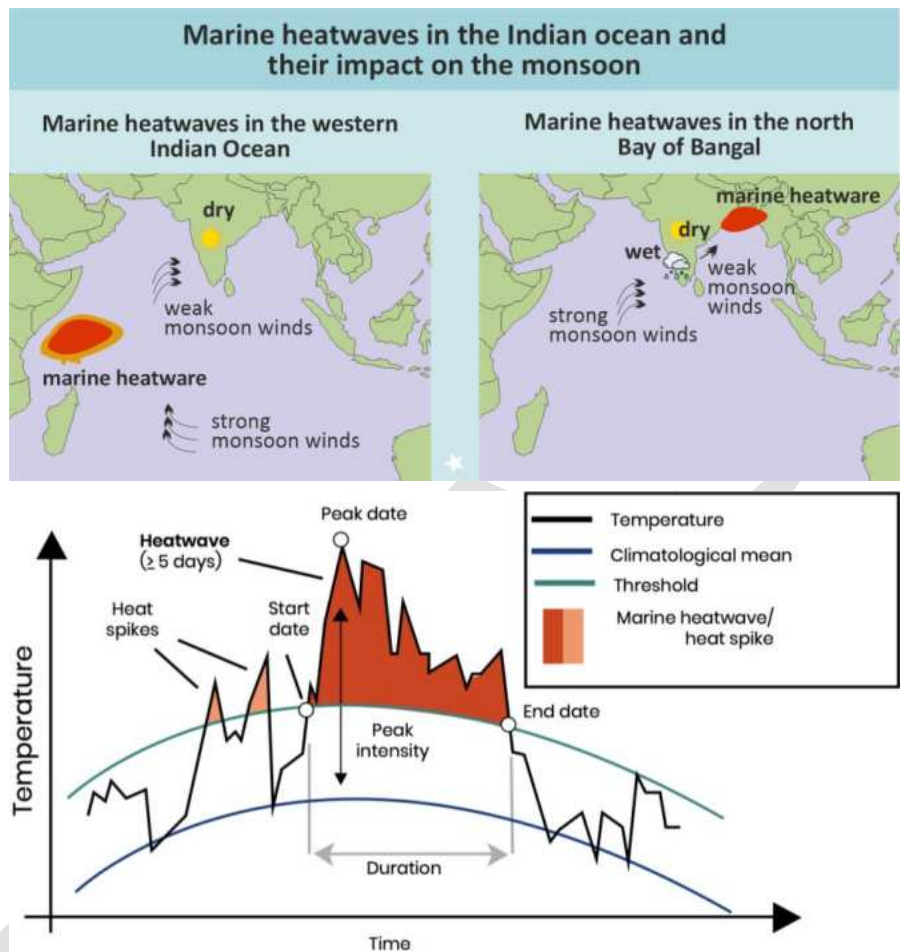 Marine heatwaves in the Indian ocean and
their impact on the monsoon
Marine heatwaves in the western
Indian Ocean
dry
weak
monsoon winds
marine heatware
strong
monsoon winds
Marine heatwaves in the north
Bay of Bangal
marine heatware
dry
wet
weak
monsoon
winds
strong
monsoon winds
Peak date
Heatwave
(≥ 5 days)
Heat
spikes
Start
date
Peak
intensity
End date
Duration
Temperature
Time
Temperature
Climatological mean
Threshold
Marine heatwave/
heat spike